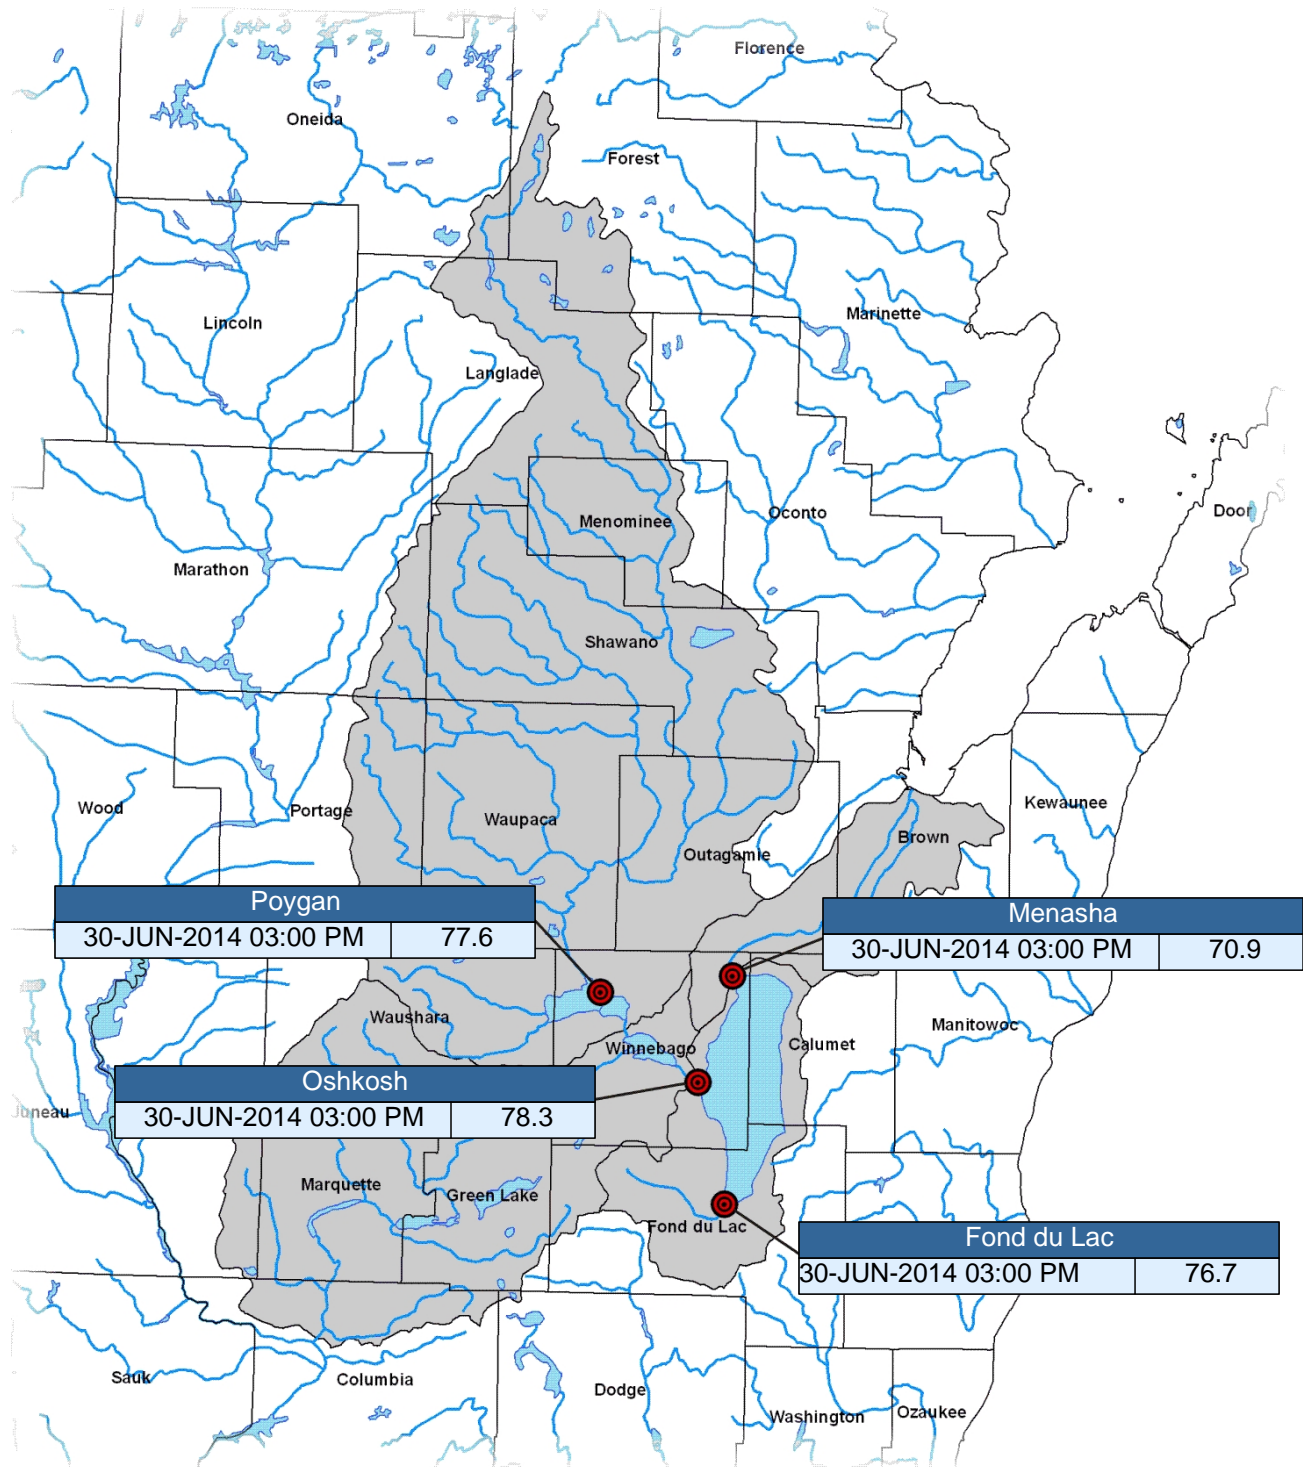 Florence
Oneida
Forest
Lincoln
Marinette
Langlade
Menominee
Oconto
Door
Marathon
Shawano
Wood
Portage
Waupaca
Kewaunee
Brown
Outagamie
Poygan
30-JUN-2014 03:00 PM 77.6
Menasha
30-JUN-2014 03:00 PM 70.9
Waushara
Winnebago
Calumet
Manitowoc
Oshkosh
30-JUN-2014 03:00 PM 78.3
Juneau
Marquette
Green Lake
Fond du Lac
Fond du Lac
30-JUN-2014 03:00 PM 76.7
Sauk
Columbia
Dodge
Washington
Ozaukee